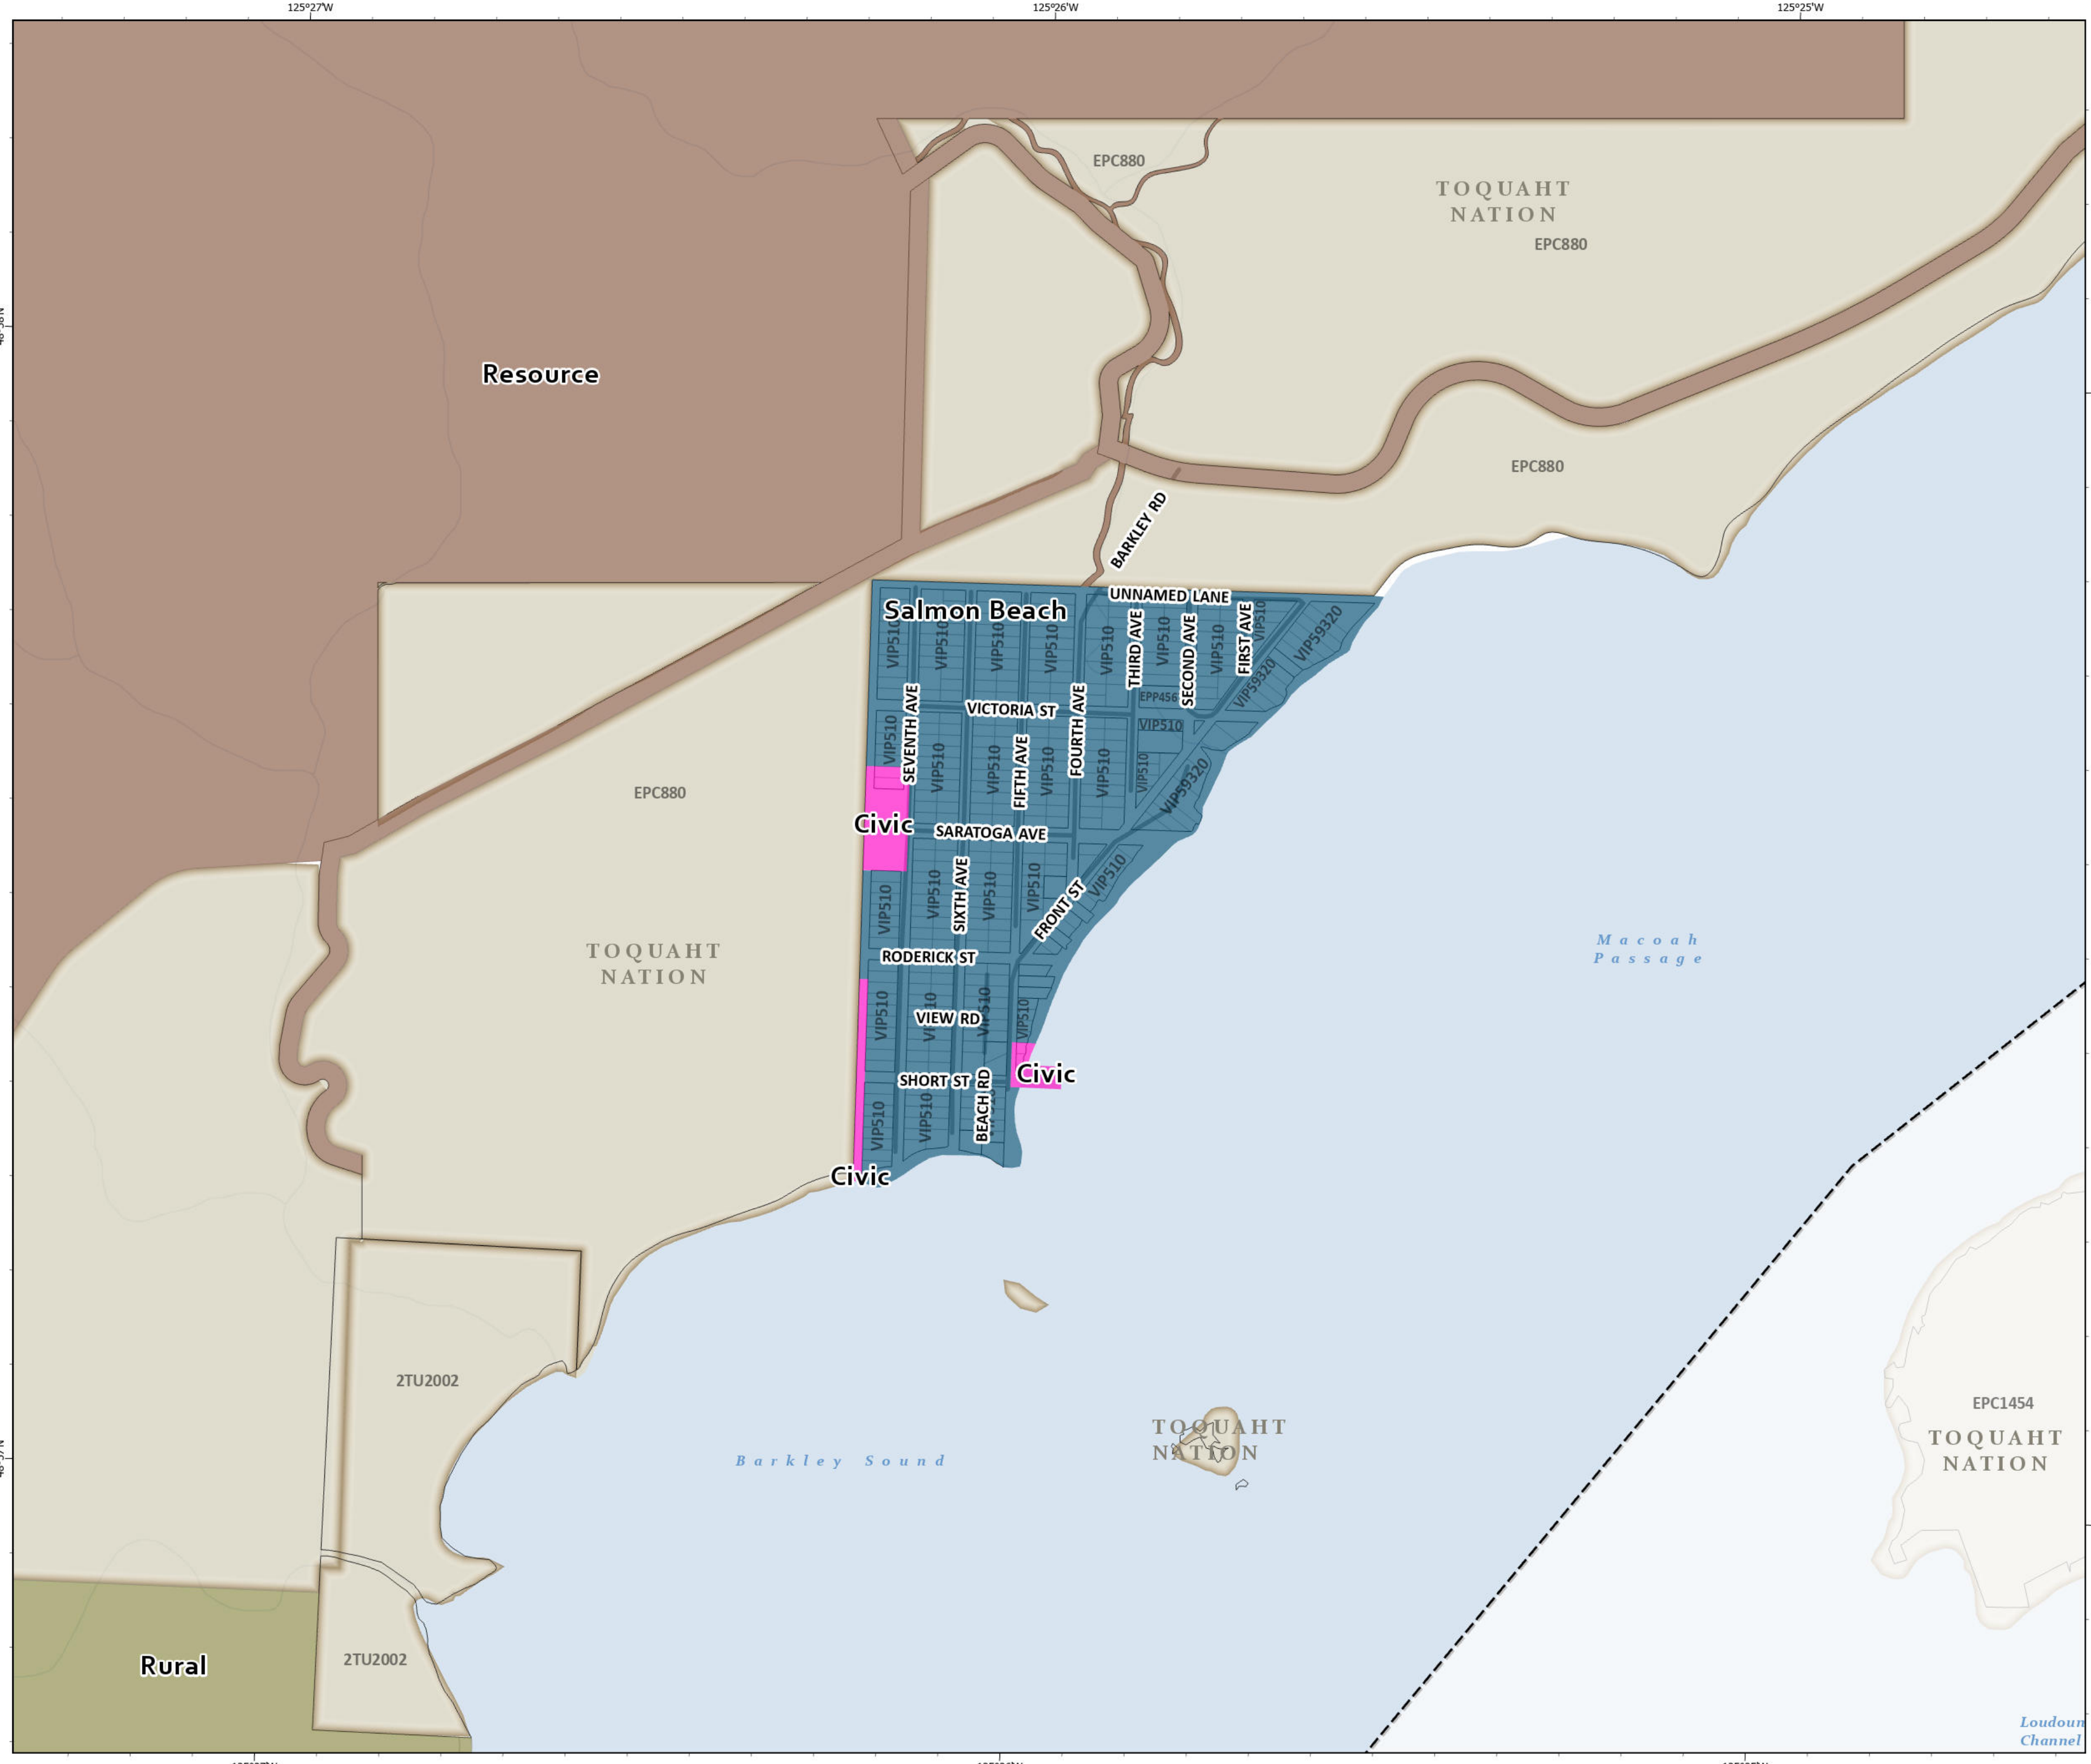 125°27'W
125°26'W
125°25'W
EPC880
TOQUAHT
NATION
EPC880
Resource
EPC880
BARKLEY RD
UNNAMED LANE
Salmon Beach
VIP510
VIP510
VIP510
VIP510
VIP510
THIRD AVE
VIP510
SECOND AVE
VIP510
FIRST AVE
VIP510
VIP59320
VIP59320
EPP456
VICTORIA ST
VIP510
SEVENTH AVE
VIP510
VIP510
FIFTH AVE
VIP510
FOURTH AVE
VIP510
VIP510
VIP510
VIP59320
EPC880
Civic
SARATOGA AVE
VIP510
VIP510
SIXTH AVE
VIP510
VIP510
FRONT ST
VIP510
TOQUAHT
NATION
RODERICK ST
Macoah
Passage
VIP510
VIP510
VIEW RD
VIP510
VIP510
Civic
SHORT ST
BEACH RD
VIP510
VIP510
Civic
2TU2002
EPC1454
TOQUAHT
NATION
TOQUAHT
NATION
Barkley Sound
2TU2002
Rural
Loudoun
Channel